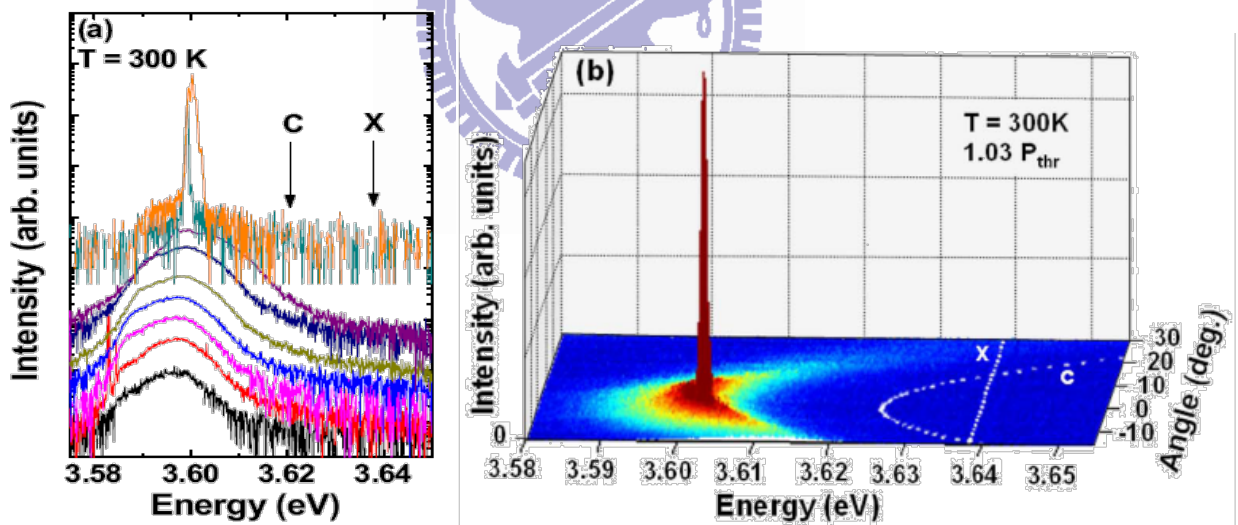 (a)
T = 300 K
C
X
Intensity (arb. units)
3.58
3.60
3.62
3.64
Energy (eV)
(b)
T = 300K
1.03 Pthr
Intensity (arb. units)
0
X
C
30
20
10
0
-10
Angle (deg.)
3.58
3.59
3.60
3.61
3.62
3.63
3.64
3.65
Energy (eV)